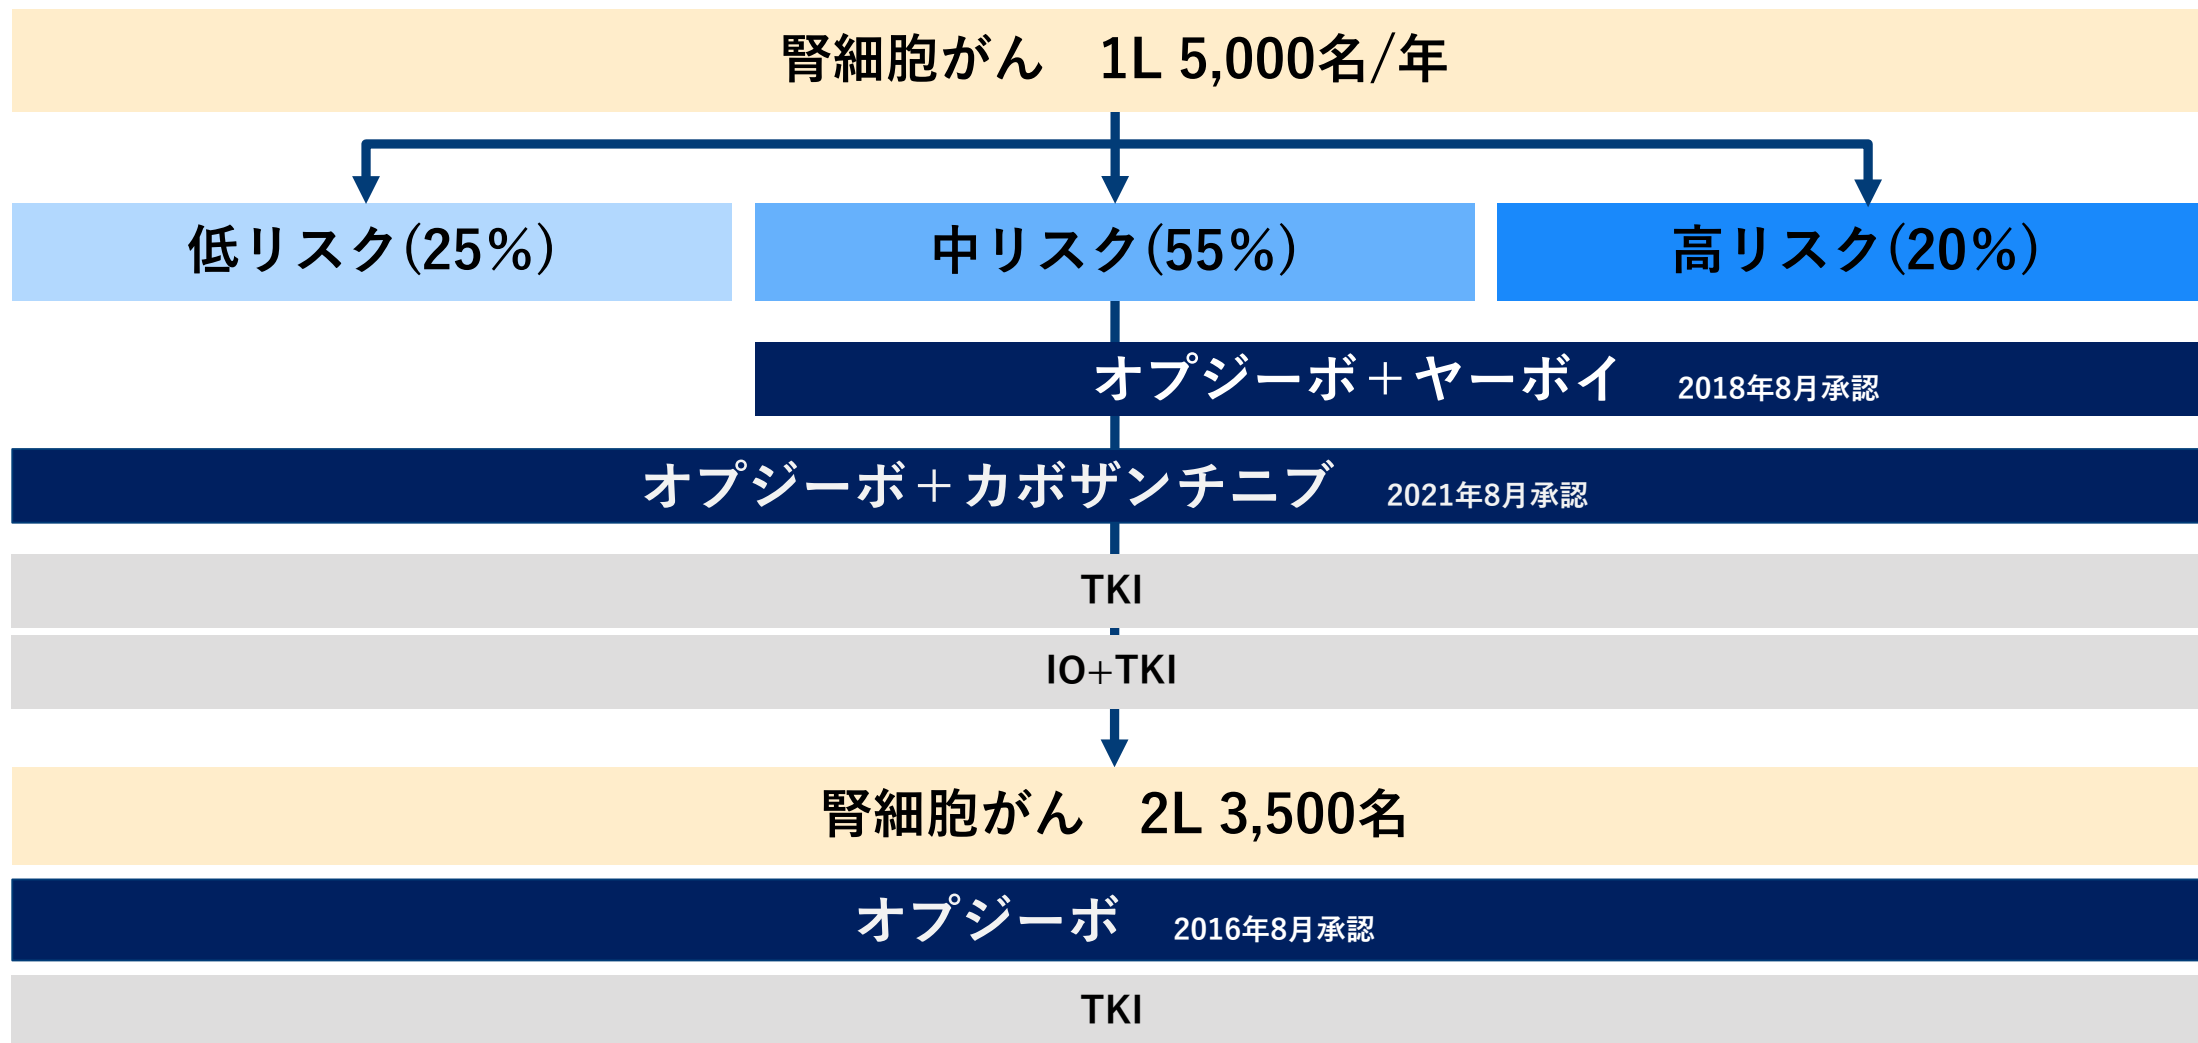 腎細胞がん　1L 5,000名/年
低リスク(25%)
中リスク(55%)
高リスク(20%)
オプジーボ＋ヤーボイ　2018年8月承認
オプジーボ＋カボザンチニブ　2021年8月承認
TKI
IO+TKI
腎細胞がん　2L 3,500名
オプジーボ　2016年8月承認
TKI